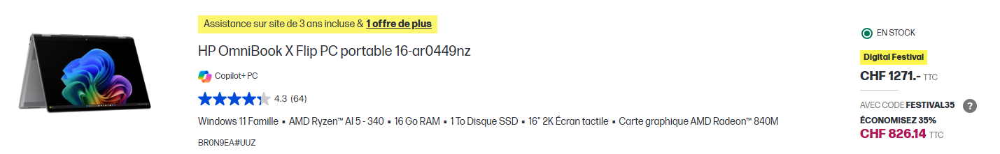 Assistance sur site de 3 ans incluse & 1 offre de plus
HP OmniBook X Flip PC portable 16-ar0449nz
Copilot+ PC
4.3 (64)
Windows 11 Famille ▪ AMD Ryzen™ AI 5 - 340 ▪ 16 Go RAM ▪ 1 To Disque SSD ▪ 16" 2K Écran tactile ▪ Carte graphique AMD Radeon™ 840M
BR0N9EA#UUZ
EN STOCK
Digital Festival
CHF 1271.- TTC
AVEC CODE FESTIVAL35 ?
ÉCONOMISEZ 35%
CHF 826.14 TTC